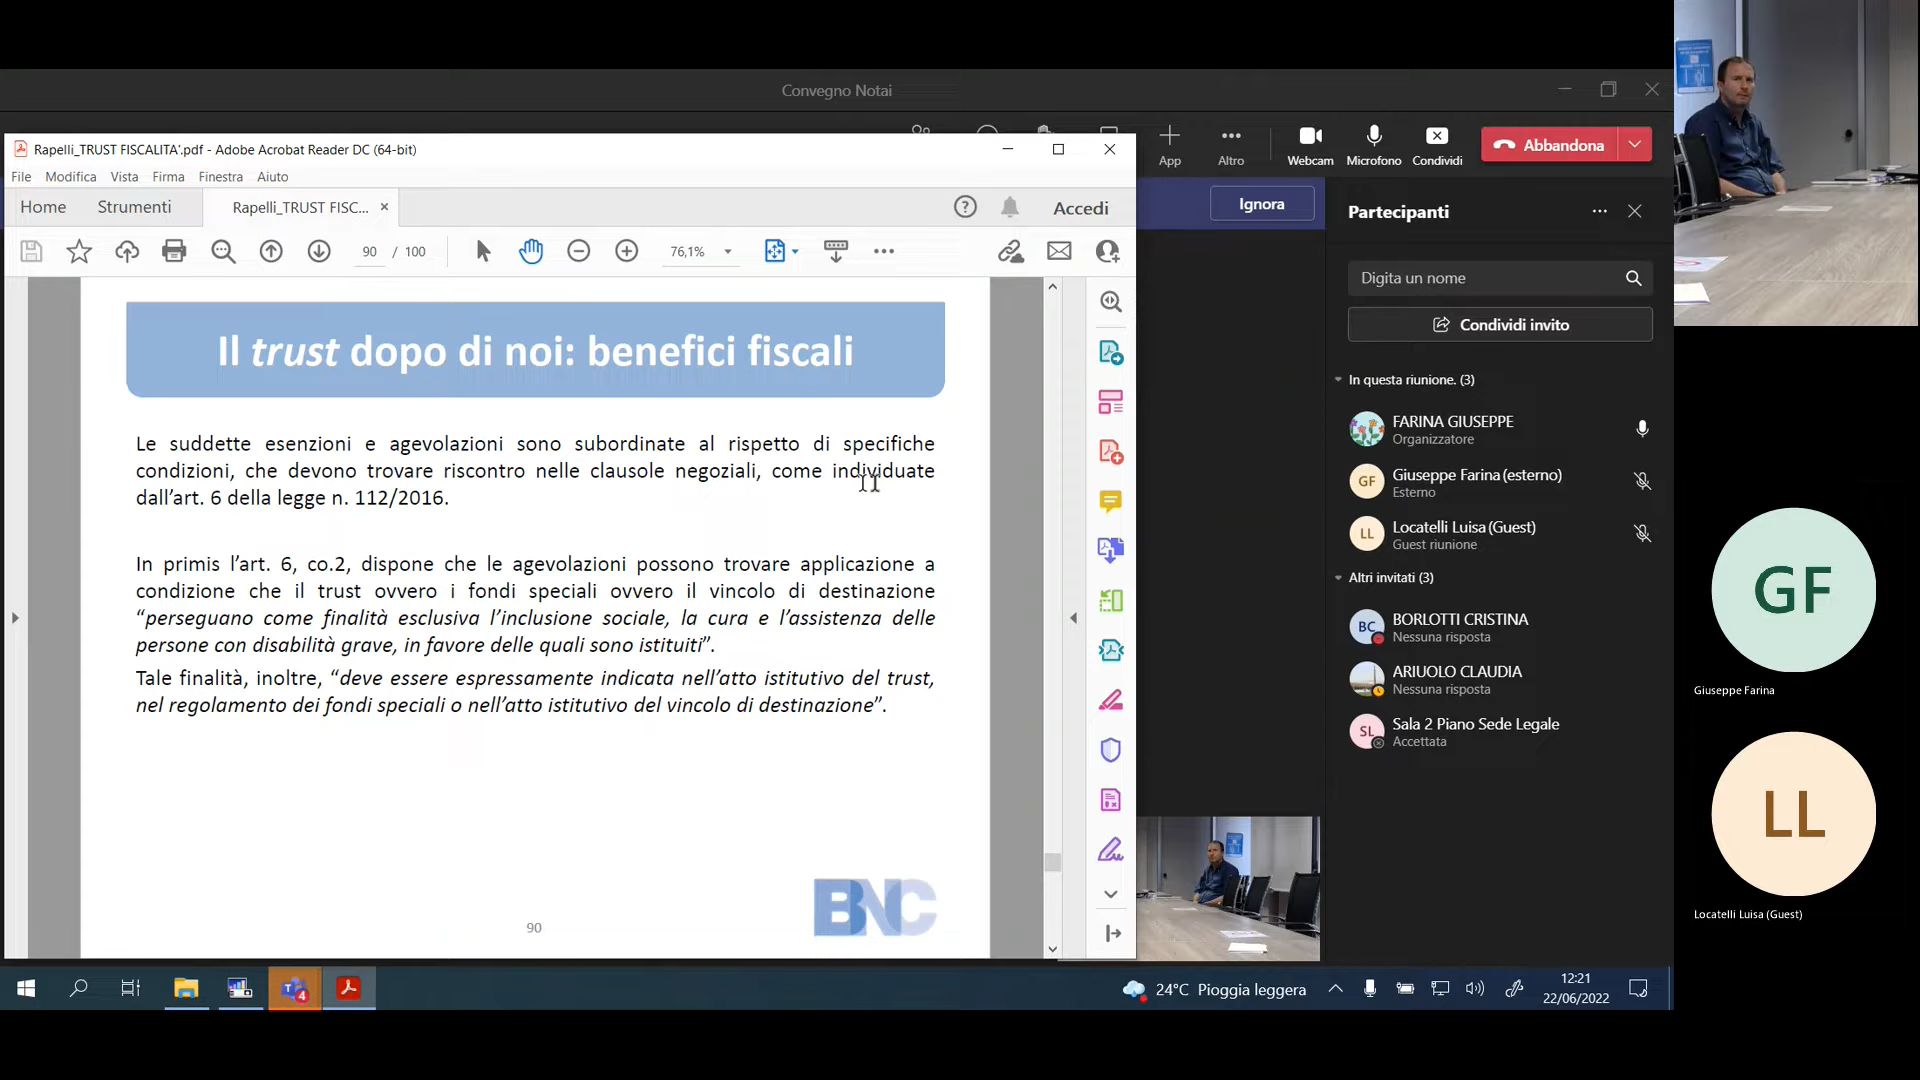 Convegno Notai
App
Altro
Webcam
Microfono
Condividi
Abbandona
Rapelli_TRUST FISCALITA'.pdf - Adobe Acrobat Reader DC (64-bit)
File Modifica Vista Firma Finestra Aiuto
Home Strumenti Rapelli_TRUST FISC... Accedi
90 / 100 76,1%
Ignora
Il trust dopo di noi: benefici fiscali
Le suddette esenzioni e agevolazioni sono subordinate al rispetto di specifiche
condizioni, che devono trovare riscontro nelle clausole negoziali, come individuate
dall’art. 6 della legge n. 112/2016.
In primis l’art. 6, co.2, dispone che le agevolazioni possono trovare applicazione a
condizione che il trust ovvero i fondi speciali ovvero il vincolo di destinazione
“perseguano come finalità esclusiva l’inclusione sociale, la cura e l’assistenza delle
persone con disabilità grave, in favore delle quali sono istituiti”.
Tale finalità, inoltre, “deve essere espressamente indicata nell’atto istitutivo del trust,
nel regolamento dei fondi speciali o nell’atto istitutivo del vincolo di destinazione”.
90
BNC
Partecipanti
Digita un nome
Condividi invito
In questa riunione. (3)
FARINA GIUSEPPE
Organizzatore
GF
Giuseppe Farina (esterno)
Esterno
LL
Locatelli Luisa (Guest)
Guest riunione
Altri invitati (3)
BC
BORLOTTI CRISTINA
Nessuna risposta
ARIUOLO CLAUDIA
Nessuna risposta
SL
Sala 2 Piano Sede Legale
Accettata
GF
Giuseppe Farina
LL
Locatelli Luisa (Guest)
4
24°C Pioggia leggera
12:21
22/06/2022